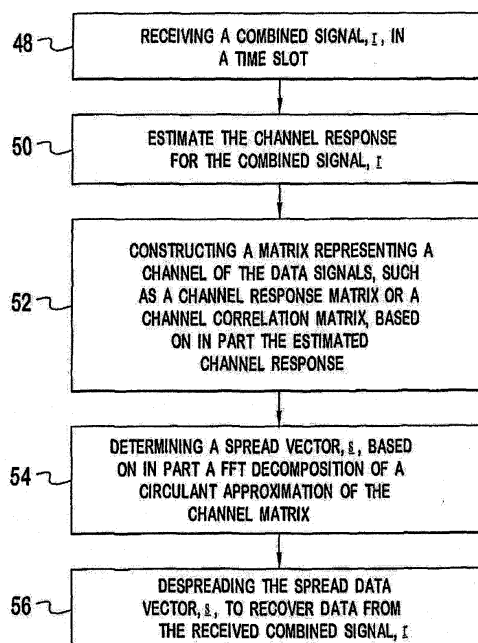 48
RECEIVING A COMBINED SIGNAL, r, IN
A TIME SLOT
50
ESTIMATE THE CHANNEL RESPONSE
FOR THE COMBINED SIGNAL, r
52
CONSTRUCTING A MATRIX REPRESENTING A
CHANNEL OF THE DATA SIGNALS, SUCH
AS A CHANNEL RESPONSE MATRIX OR A
CHANNEL CORRELATION MATRIX, BASED
ON IN PART THE ESTIMATED
CHANNEL RESPONSE
54
DETERMINING A SPREAD VECTOR, s, BASED
ON IN PART A FFT DECOMPOSITION OF A
CIRCULANT APPROXIMATION OF THE
CHANNEL MATRIX
56
DESPREADING THE SPREAD DATA
VECTOR, s, TO RECOVER DATA FROM
THE RECEIVED COMBINED SIGNAL, r